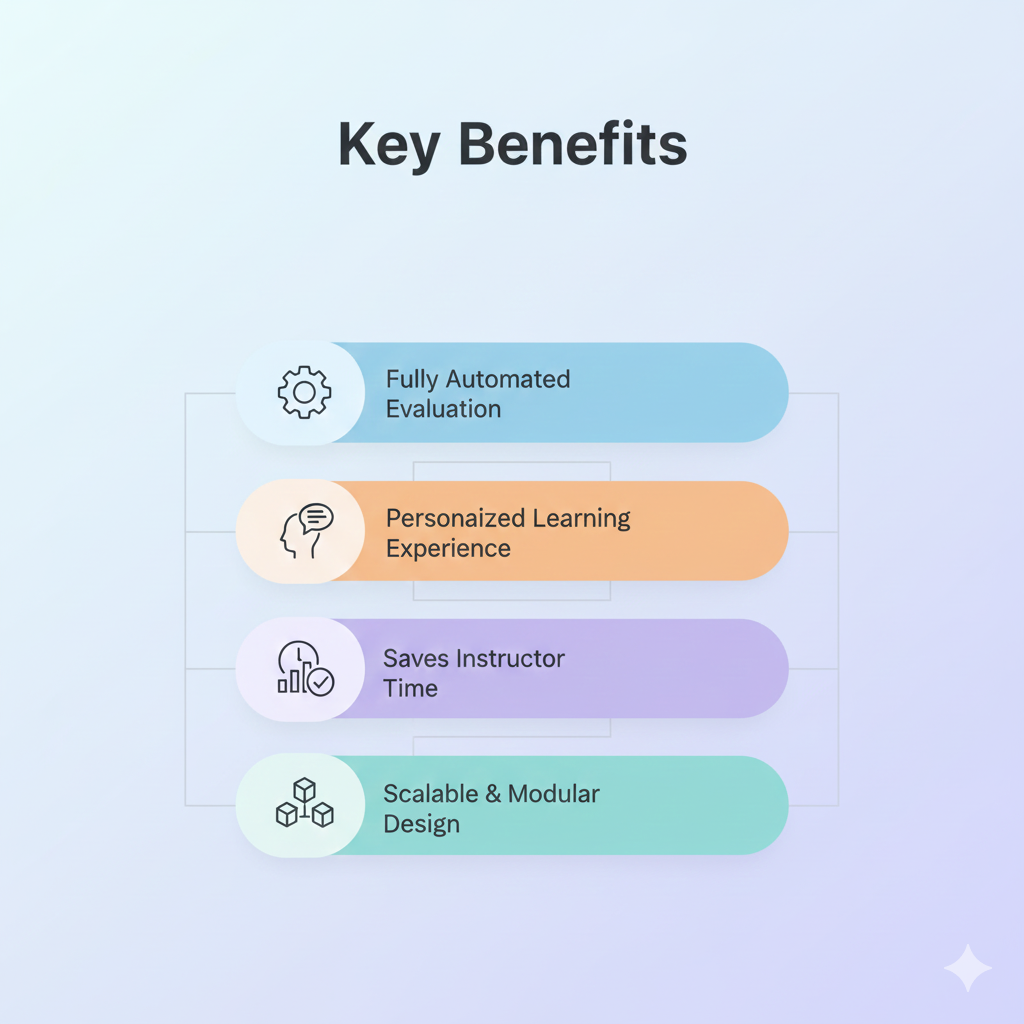 Key Benefits
Fully Automated
Evaluation
Personaized Learning
Experience
Saves Instructor
Time
Scalable & Modular
Design